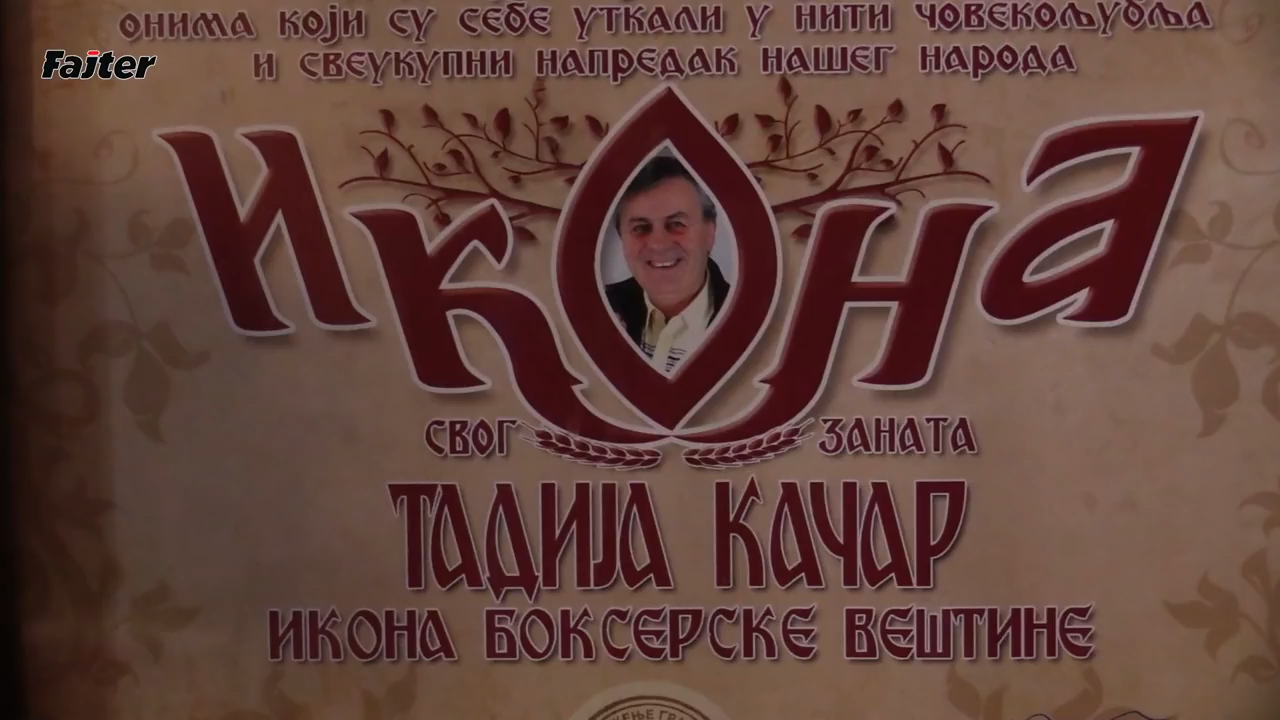 онима који су себе уткали у нити човекољубља
и свеукупни напредак нашег народа
Fajter
икона
свог заната
ТАДИЈА КАЧАР
ИКОНА БОКСЕРСКЕ ВЕШТИНЕ